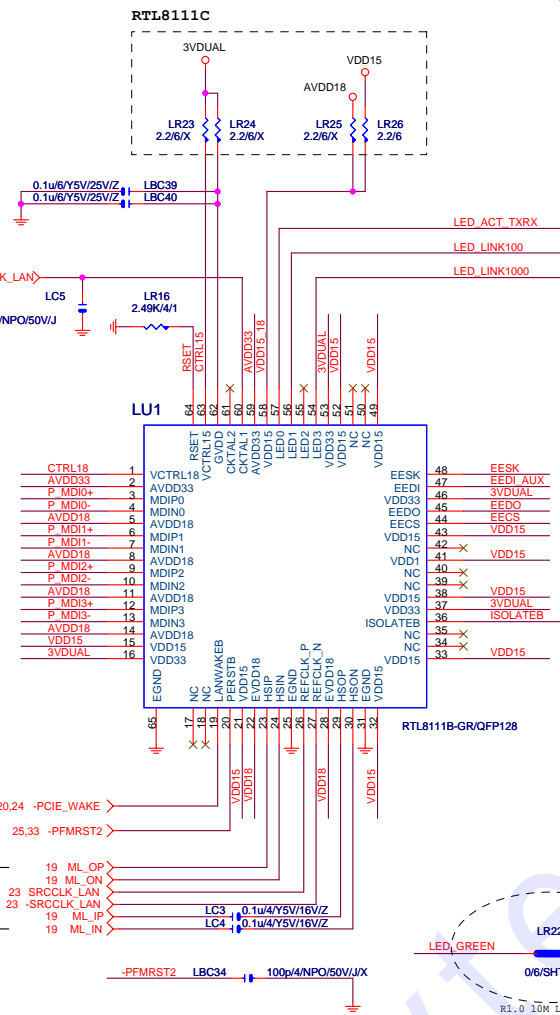 RTL8111C
3VDUAL
VDD15
AVDD18
LR23
2.2/6/X
LR24
2.2/6/X
LR25
2.2/6/X
LR26
2.2/6
0.1u/6/Y5V/25V/Z LBC39
0.1u/6/Y5V/25V/Z LBC40
LED_ACT_TXRX
LED_LINK100
LED_LINK1000
K_LAN
LC5
/NPO/50V/J
LR16
2.49K/4/1
RSET
CTRL15
AVDD33
VDD15_18
3VDUAL
VDD15
VDD15
LU1
64 63 62 61 60 59 58 57 56 55 54 53 52 51 50 49
RSET
VCTRL15
GVDD
CKTAL2
CKTAL1
AVDD33
VDD15
LED0
LED1
LED2
LED3
VDD33
VDD15
NC
NC
VDD15
CTRL18 1 VCTRL18
AVDD33 2 AVDD33
P_MDI0+ 3 MDIP0
P_MDI0- 4 MDIN0
AVDD18 5 AVDD18
P_MDI1+ 6 MDIP1
P_MDI1- 7 MDIN1
AVDD18 8 AVDD18
P_MDI2+ 9 MDIP2
P_MDI2- 10 MDIN2
AVDD18 11 AVDD18
P_MDI3+ 12 MDIP3
P_MDI3- 13 MDIN3
AVDD18 14 AVDD18
VDD15 15 VDD15
3VDUAL 16 VDD33
EESK 48 EESK
EEDI 47 EEDI_AUX
VDD33 46 3VDUAL
EEDO 45 EEDO
EECS 44 EECS
VDD15 43 VDD15
NC 42
VDD1 41 VDD15
NC 40
NC 39
VDD15 38 VDD15
VDD33 37 3VDUAL
ISOLATEB 36 ISOLATEB
NC 35
NC 34
VDD15 33 VDD15
EGND
NC
NC
LANWAKEB
PERSTB
VDD15
EVDD18
HSIP
HSIN
EGND
REFCLK_P
REFCLK_N
EVDD18
HSOP
HSON
EGND
VDD15
65 17 18 19 20 21 22 23 24 25 26 27 28 29 30 31 32
RTL8111B-GR/QFP128
VDD15
VDD18
EVDD18
VDD15
20,24 -PCIE_WAKE
25,33 -PFMRST2
19 ML_OP
19 ML_ON
23 SRCCLK_LAN
23 -SRCCLK_LAN
19 ML_IP LC3 0.1u/4/Y5V/16V/Z
19 ML_IN LC4 0.1u/4/Y5V/16V/Z
-PFMRST2 LBC34 100p/4/NPO/50V/J/X
LED_GREEN
LR22
0/6/SHT
R1.0 10M L